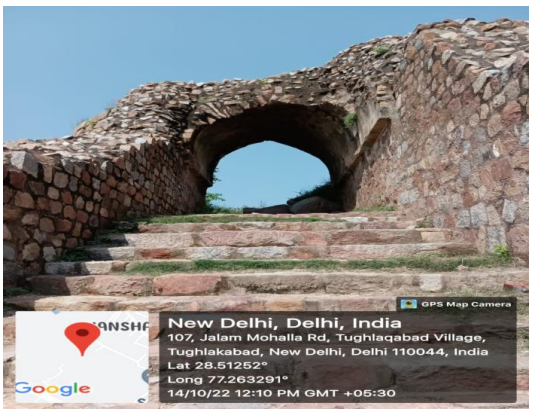 GPS Map Camera
ANSHA
Google
New Delhi, Delhi, India
107, Jalam Mohalla Rd, Tughlaqabad Village,
Tughlakabad, New Delhi, Delhi 110044, India
Lat 28.51252°
Long 77.263291°
14/10/22 12:10 PM GMT +05:30